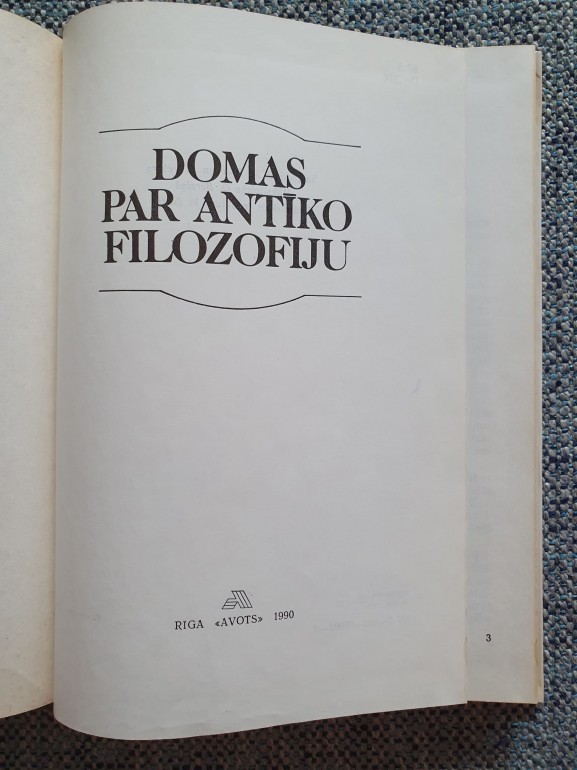 DOMAS
PAR ANTĪKO
FILOZOFIJU
RIGA «AVOTS» 1990
3